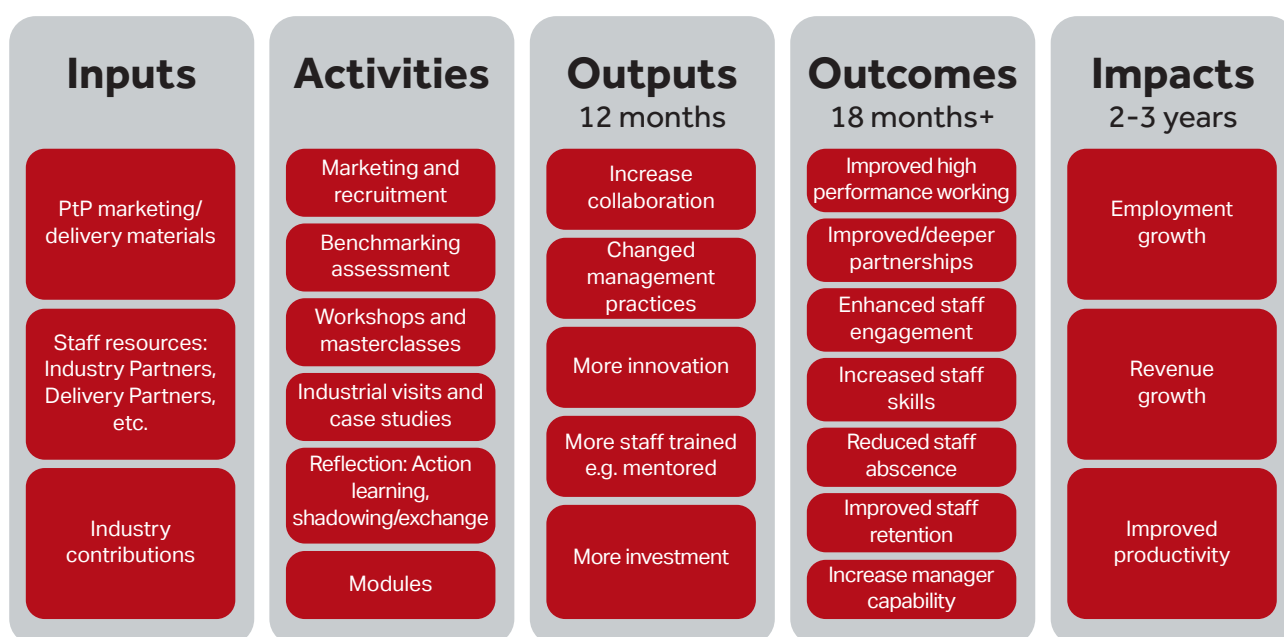 Inputs
PtP marketing/
delivery materials
Staff resources:
Industry Partners,
Delivery Partners,
etc.
Industry
contributions
Activities
Marketing and
recruitment
Benchmarking
assessment
Workshops and
masterclasses
Industrial visits and
case studies
Reflection: Action
learning,
shadowing/exchange
Modules
Outputs
12 months
Increase
collaboration
Changed
management
practices
More innovation
More staff trained
e.g. mentored
More investment
Outcomes
18 months+
Improved high
performance working
Improved/deeper
partnerships
Enhanced staff
engagement
Increased staff
skills
Reduced staff
abscence
Improved staff
retention
Increase manager
capability
Impacts
2-3 years
Employment
growth
Revenue
growth
Improved
productivity